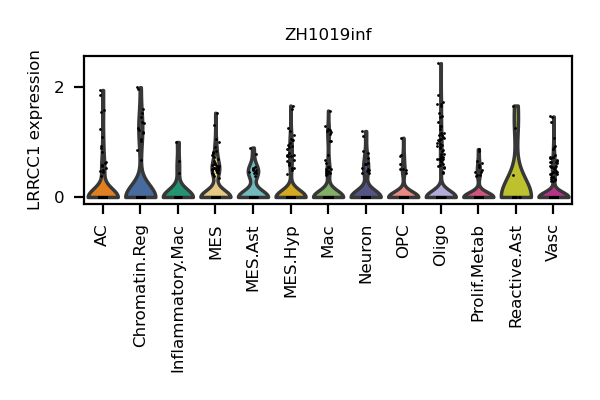 ZH1019inf
LRRCC1 expression
2
0
AC
Chromatin.Reg
Inflammatory.Mac
MES
MES.Ast
MES.Hyp
Mac
Neuron
OPC
Oligo
Prolif.Metab
Reactive.Ast
Vasc